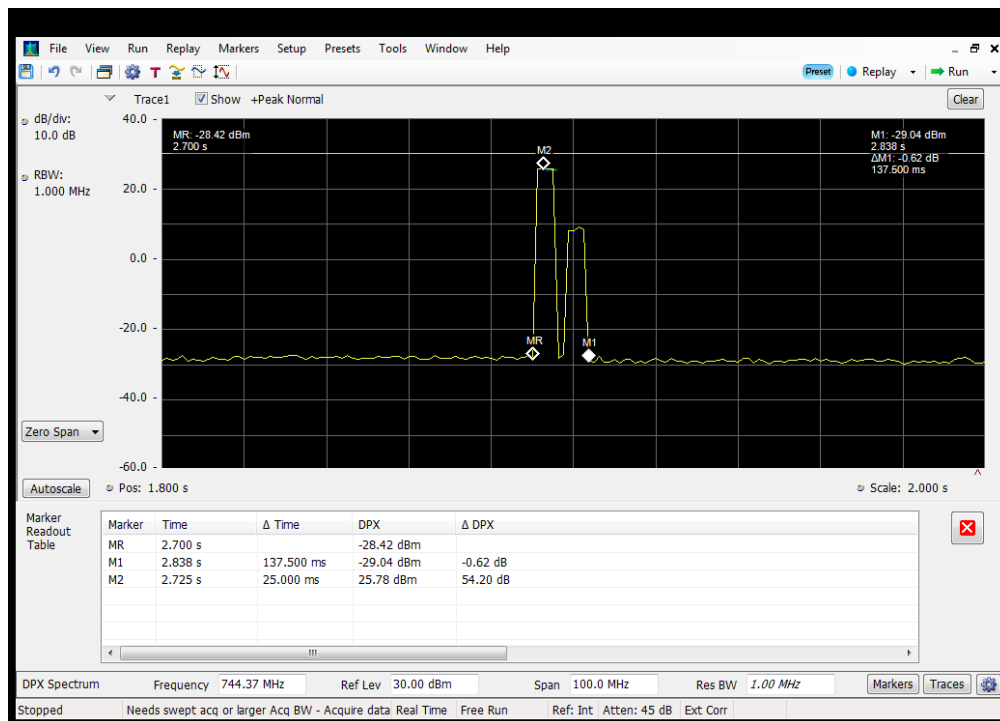 File View Run Replay Markers Setup Presets Tools Window Help
T Preset Replay Run
Trace1 Show +Peak Normal Clear
dB/div:
10.0 dB
RBW:
1.000 MHz
40.0
20.0
0.0
-20.0
-40.0
-60.0
MR: -28.42 dBm
2.700 s
M1: -29.04 dBm
2.838 s
ΔM1: -0.62 dB
137.500 ms
M2
MR
M1
Zero Span
Autoscale Pos: 1.800 s Scale: 2.000 s
Marker
Readout
Table
Marker Time Δ Time DPX Δ DPX
MR 2.700 s -28.42 dBm
M1 2.838 s 137.500 ms -29.04 dBm -0.62 dB
M2 2.725 s 25.000 ms 25.78 dBm 54.20 dB
DPX Spectrum Frequency 744.37 MHz Ref Lev 30.00 dBm Span 100.0 MHz Res BW 1.00 MHz Markers Traces
Stopped Needs swept acq or larger Acq BW - Acquire data Real Time Free Run Ref: Int Atten: 45 dB Ext Corr